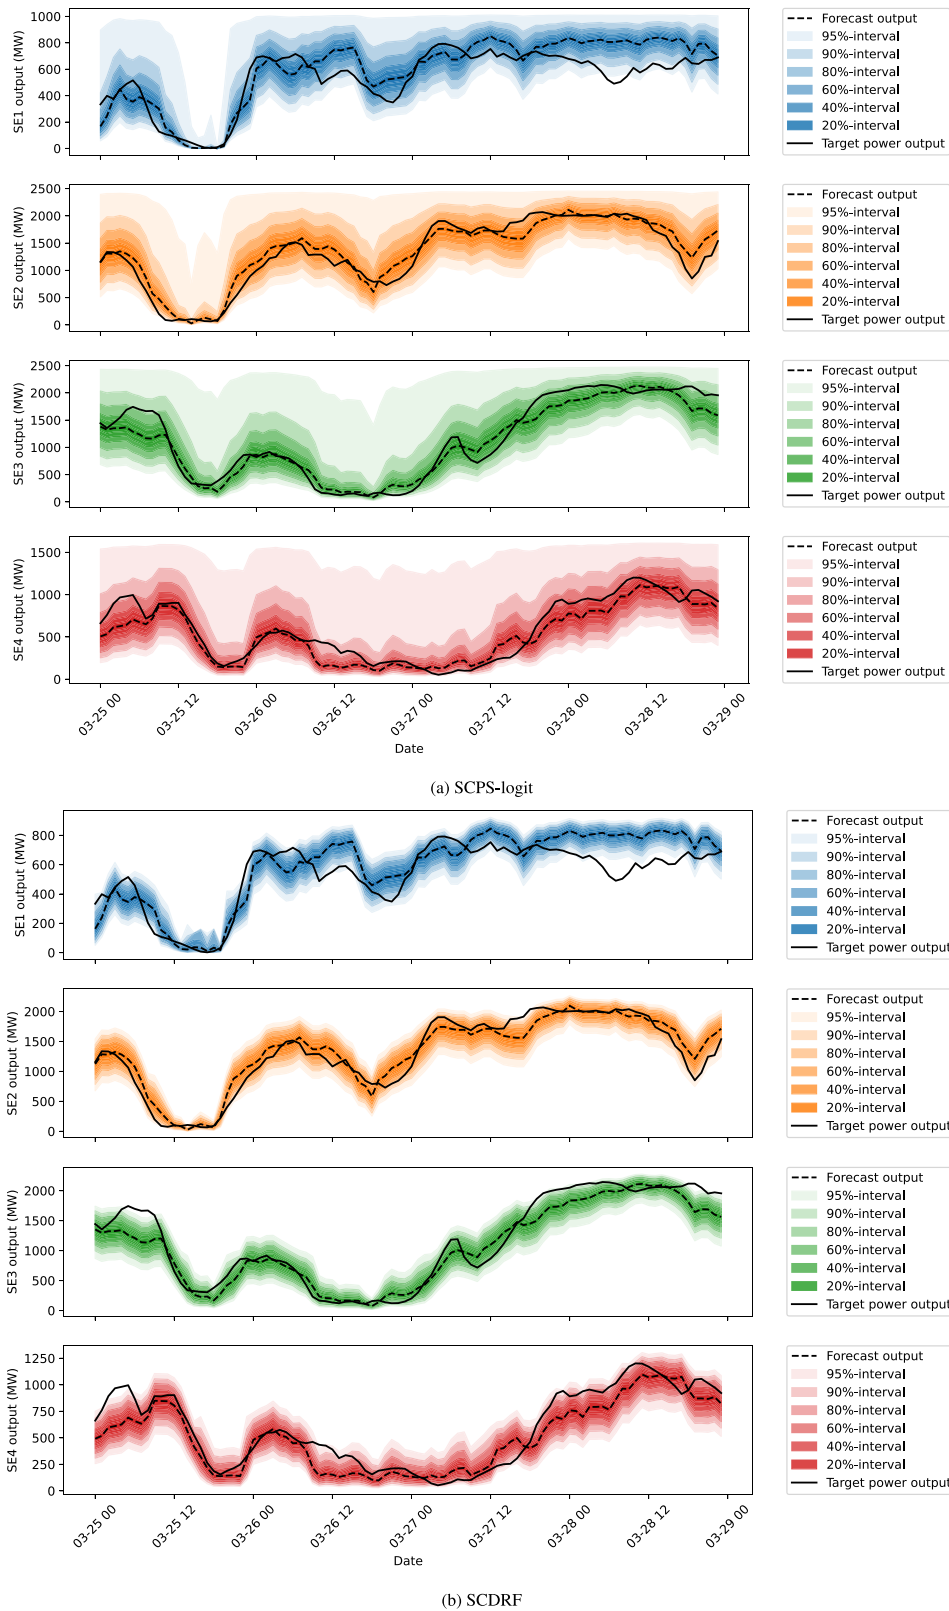 SE1 output (MW)
1000
800
600
400
200
0
Forecast output
95%-interval
90%-interval
80%-interval
60%-interval
40%-interval
20%-interval
Target power output
SE2 output (MW)
2500
2000
1500
1000
500
0
Forecast output
95%-interval
90%-interval
80%-interval
60%-interval
40%-interval
20%-interval
Target power output
SE3 output (MW)
2500
2000
1500
1000
500
0
Forecast output
95%-interval
90%-interval
80%-interval
60%-interval
40%-interval
20%-interval
Target power output
SE4 output (MW)
1500
1000
500
0
Forecast output
95%-interval
90%-interval
80%-interval
60%-interval
40%-interval
20%-interval
Target power output
03-25 00
03-25 12
03-26 00
03-26 12
03-27 00
03-27 12
03-28 00
03-28 12
03-29 00
Date
(a) SCPS-logit
SE1 output (MW)
800
600
400
200
0
Forecast output
95%-interval
90%-interval
80%-interval
60%-interval
40%-interval
20%-interval
Target power output
SE2 output (MW)
2000
1500
1000
500
0
Forecast output
95%-interval
90%-interval
80%-interval
60%-interval
40%-interval
20%-interval
Target power output
SE3 output (MW)
2000
1500
1000
500
0
Forecast output
95%-interval
90%-interval
80%-interval
60%-interval
40%-interval
20%-interval
Target power output
SE4 output (MW)
1250
1000
750
500
250
0
Forecast output
95%-interval
90%-interval
80%-interval
60%-interval
40%-interval
20%-interval
Target power output
03-25 00
03-25 12
03-26 00
03-26 12
03-27 00
03-27 12
03-28 00
03-28 12
03-29 00
Date
(b) SCDRF